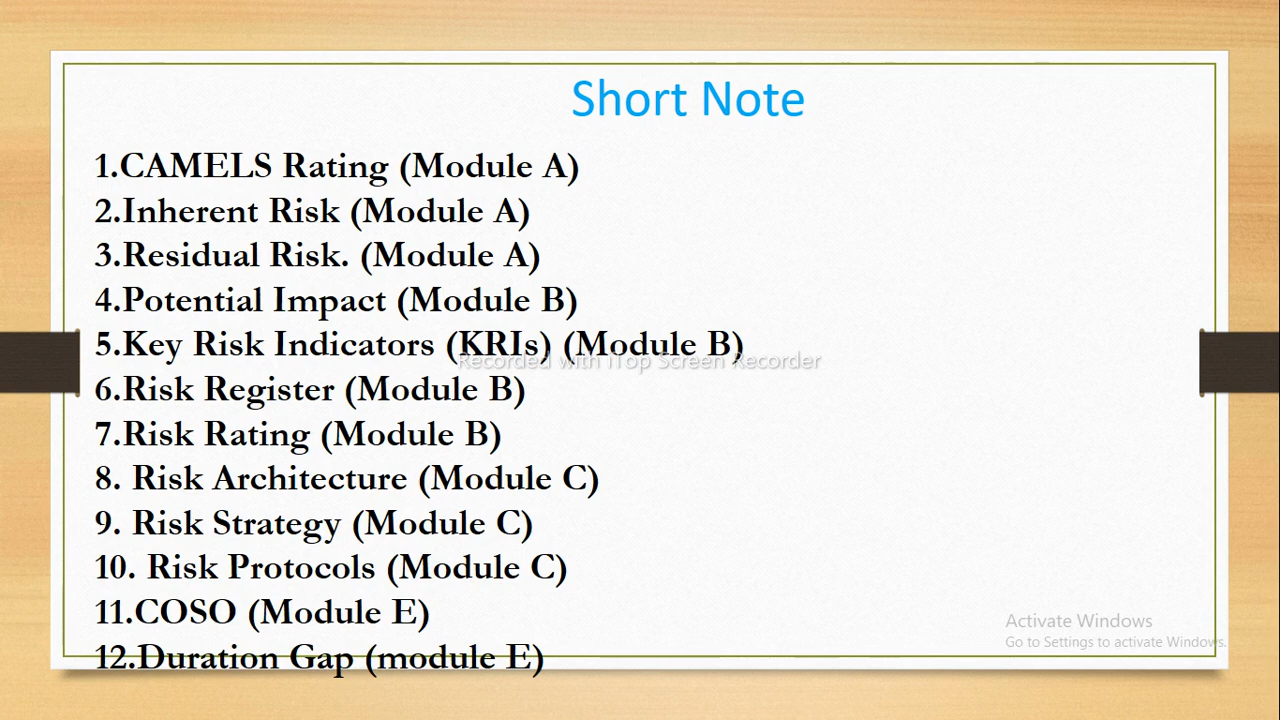 Short Note
1.CAMELS Rating (Module A)
2.Inherent Risk (Module A)
3.Residual Risk. (Module A)
4.Potential Impact (Module B)
5.Key Risk Indicators (KRIs) (Module B)
Recorded with iTop Screen Recorder
6.Risk Register (Module B)
7.Risk Rating (Module B)
8. Risk Architecture (Module C)
9. Risk Strategy (Module C)
10. Risk Protocols (Module C)
11.COSO (Module E)
12.Duration Gap (module E)
Activate Windows
Go to Settings to activate Windows.